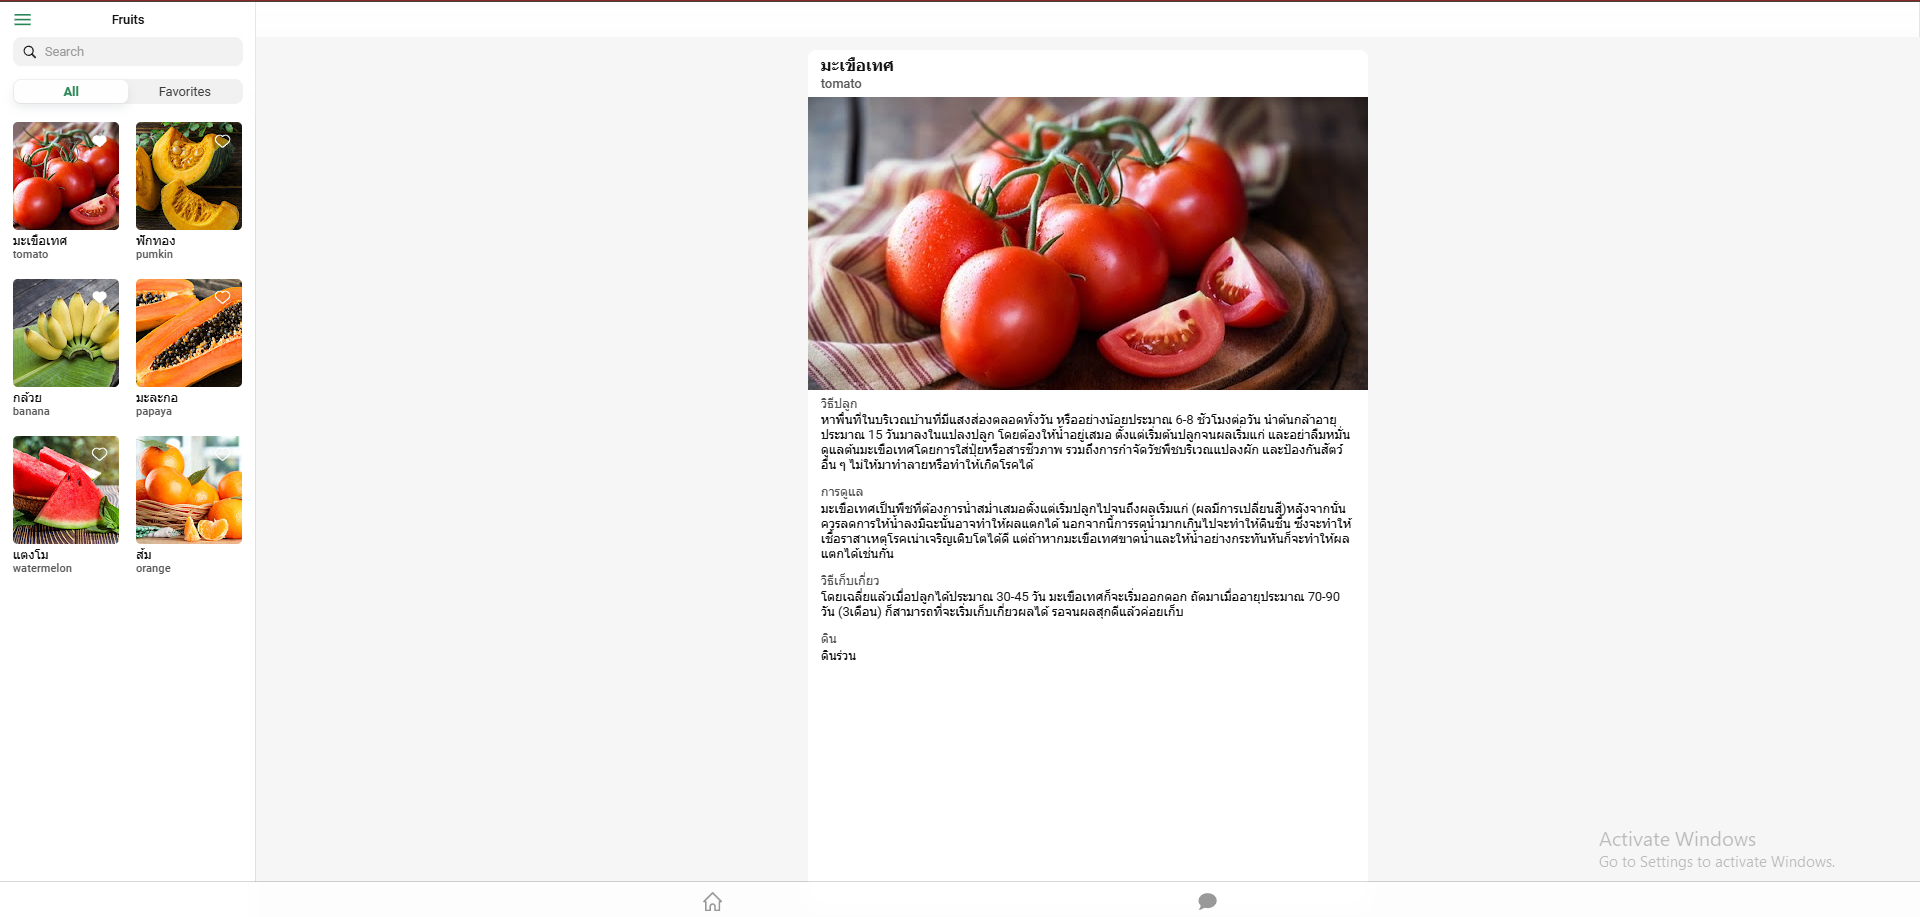 Fruits
Search
All
Favorites
มะเขือเทศ
tomato
ฟักทอง
pumkin
กล้วย
banana
มะละกอ
papaya
แตงโม
watermelon
ส้ม
orange
มะเขือเทศ
tomato
วิธีปลูก
หาพื้นที่ในบริเวณบ้านที่มีแสงส่องตลอดทั้งวัน หรืออย่างน้อยประมาณ 6-8 ชั่วโมงต่อวัน นำต้นกล้าอายุ
ประมาณ 15 วันมาลงในแปลงปลูก โดยต้องให้น้ำอยู่เสมอ ตั้งแต่เริ่มต้นปลูกจนผลเริ่มแก่ และอย่าลืมหมั่น
ดูแลต้นมะเขือเทศโดยการใส่ปุ๋ยหรือสารชีวภาพ รวมถึงการกำจัดวัชพืชบริเวณแปลงผัก และป้องกันสัตว์
อื่น ๆ ไม่ให้มาทำลายหรือทำให้เกิดโรคได้
การดูแล
มะเขือเทศเป็นพืชที่ต้องการน้ำสม่ำเสมอตั้งแต่เริ่มปลูกไปจนถึงผลเริ่มแก่ (ผลมีการเปลี่ยนสี)หลังจากนั้น
ควรลดการให้น้ำลงมิฉะนั้นอาจทำให้ผลแตกได้ นอกจากนี้การรดน้ำมากเกินไปจะทำให้ดินชื้น ซึ่งจะทำให้
เชื้อราสาเหตุโรคเน่าเจริญเติบโตได้ดี แต่ถ้าหากมะเขือเทศขาดน้ำและให้น้ำอย่างกระทันหันก็จะทำให้ผล
แตกได้เช่นกัน
วิธีเก็บเกี่ยว
โดยเฉลี่ยแล้วเมื่อปลูกได้ประมาณ 30-45 วัน มะเขือเทศก็จะเริ่มออกดอก ถัดมาเมื่ออายุประมาณ 70-90
วัน (3เดือน) ก็สามารถที่จะเริ่มเก็บเกี่ยวผลได้ รอจนผลสุกดีแล้วค่อยเก็บ
ดิน
ดินร่วน
Activate Windows
Go to Settings to activate Windows.